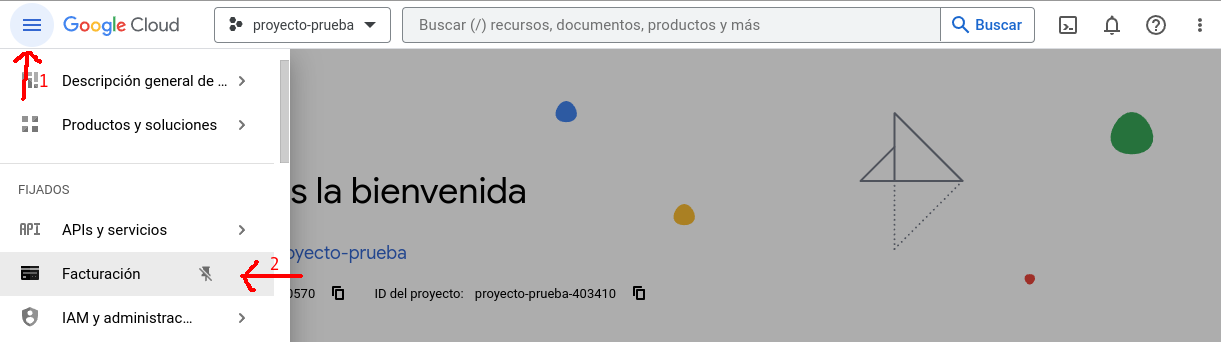 Google Cloud
proyecto-prueba
Buscar (/) recursos, documentos, productos y más
Buscar
1
Descripción general de ...
Productos y soluciones
FIJADOS
API
APIs y servicios
Facturación
2
IAM y administrac...
s la bienvenida
oyecto-prueba
0570
ID del proyecto: proyecto-prueba-403410